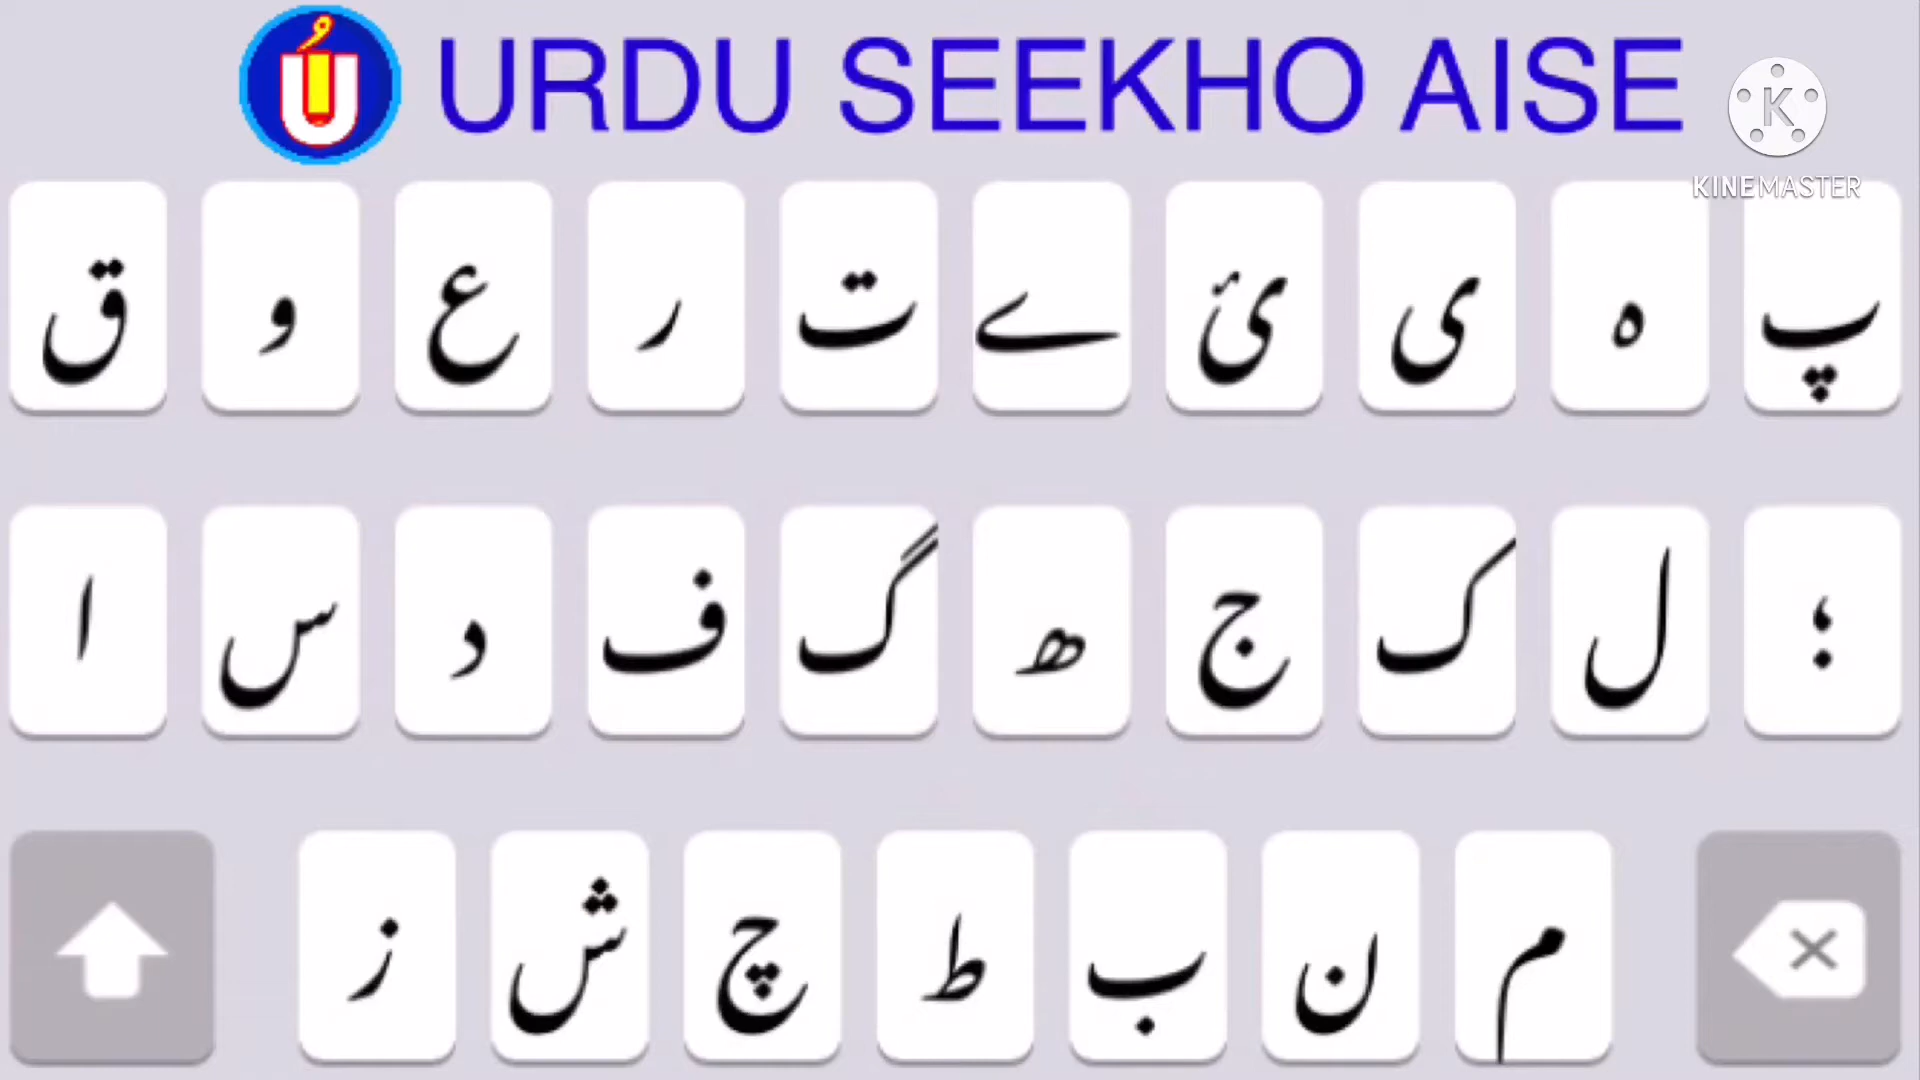 URDU SEEKHO AISE
KINEMASTER
ق و ع ر ت ے ئ ی ہ پ
ا س د ف گ ھ ج ک ل ؛
ز ش چ ط ب ن م